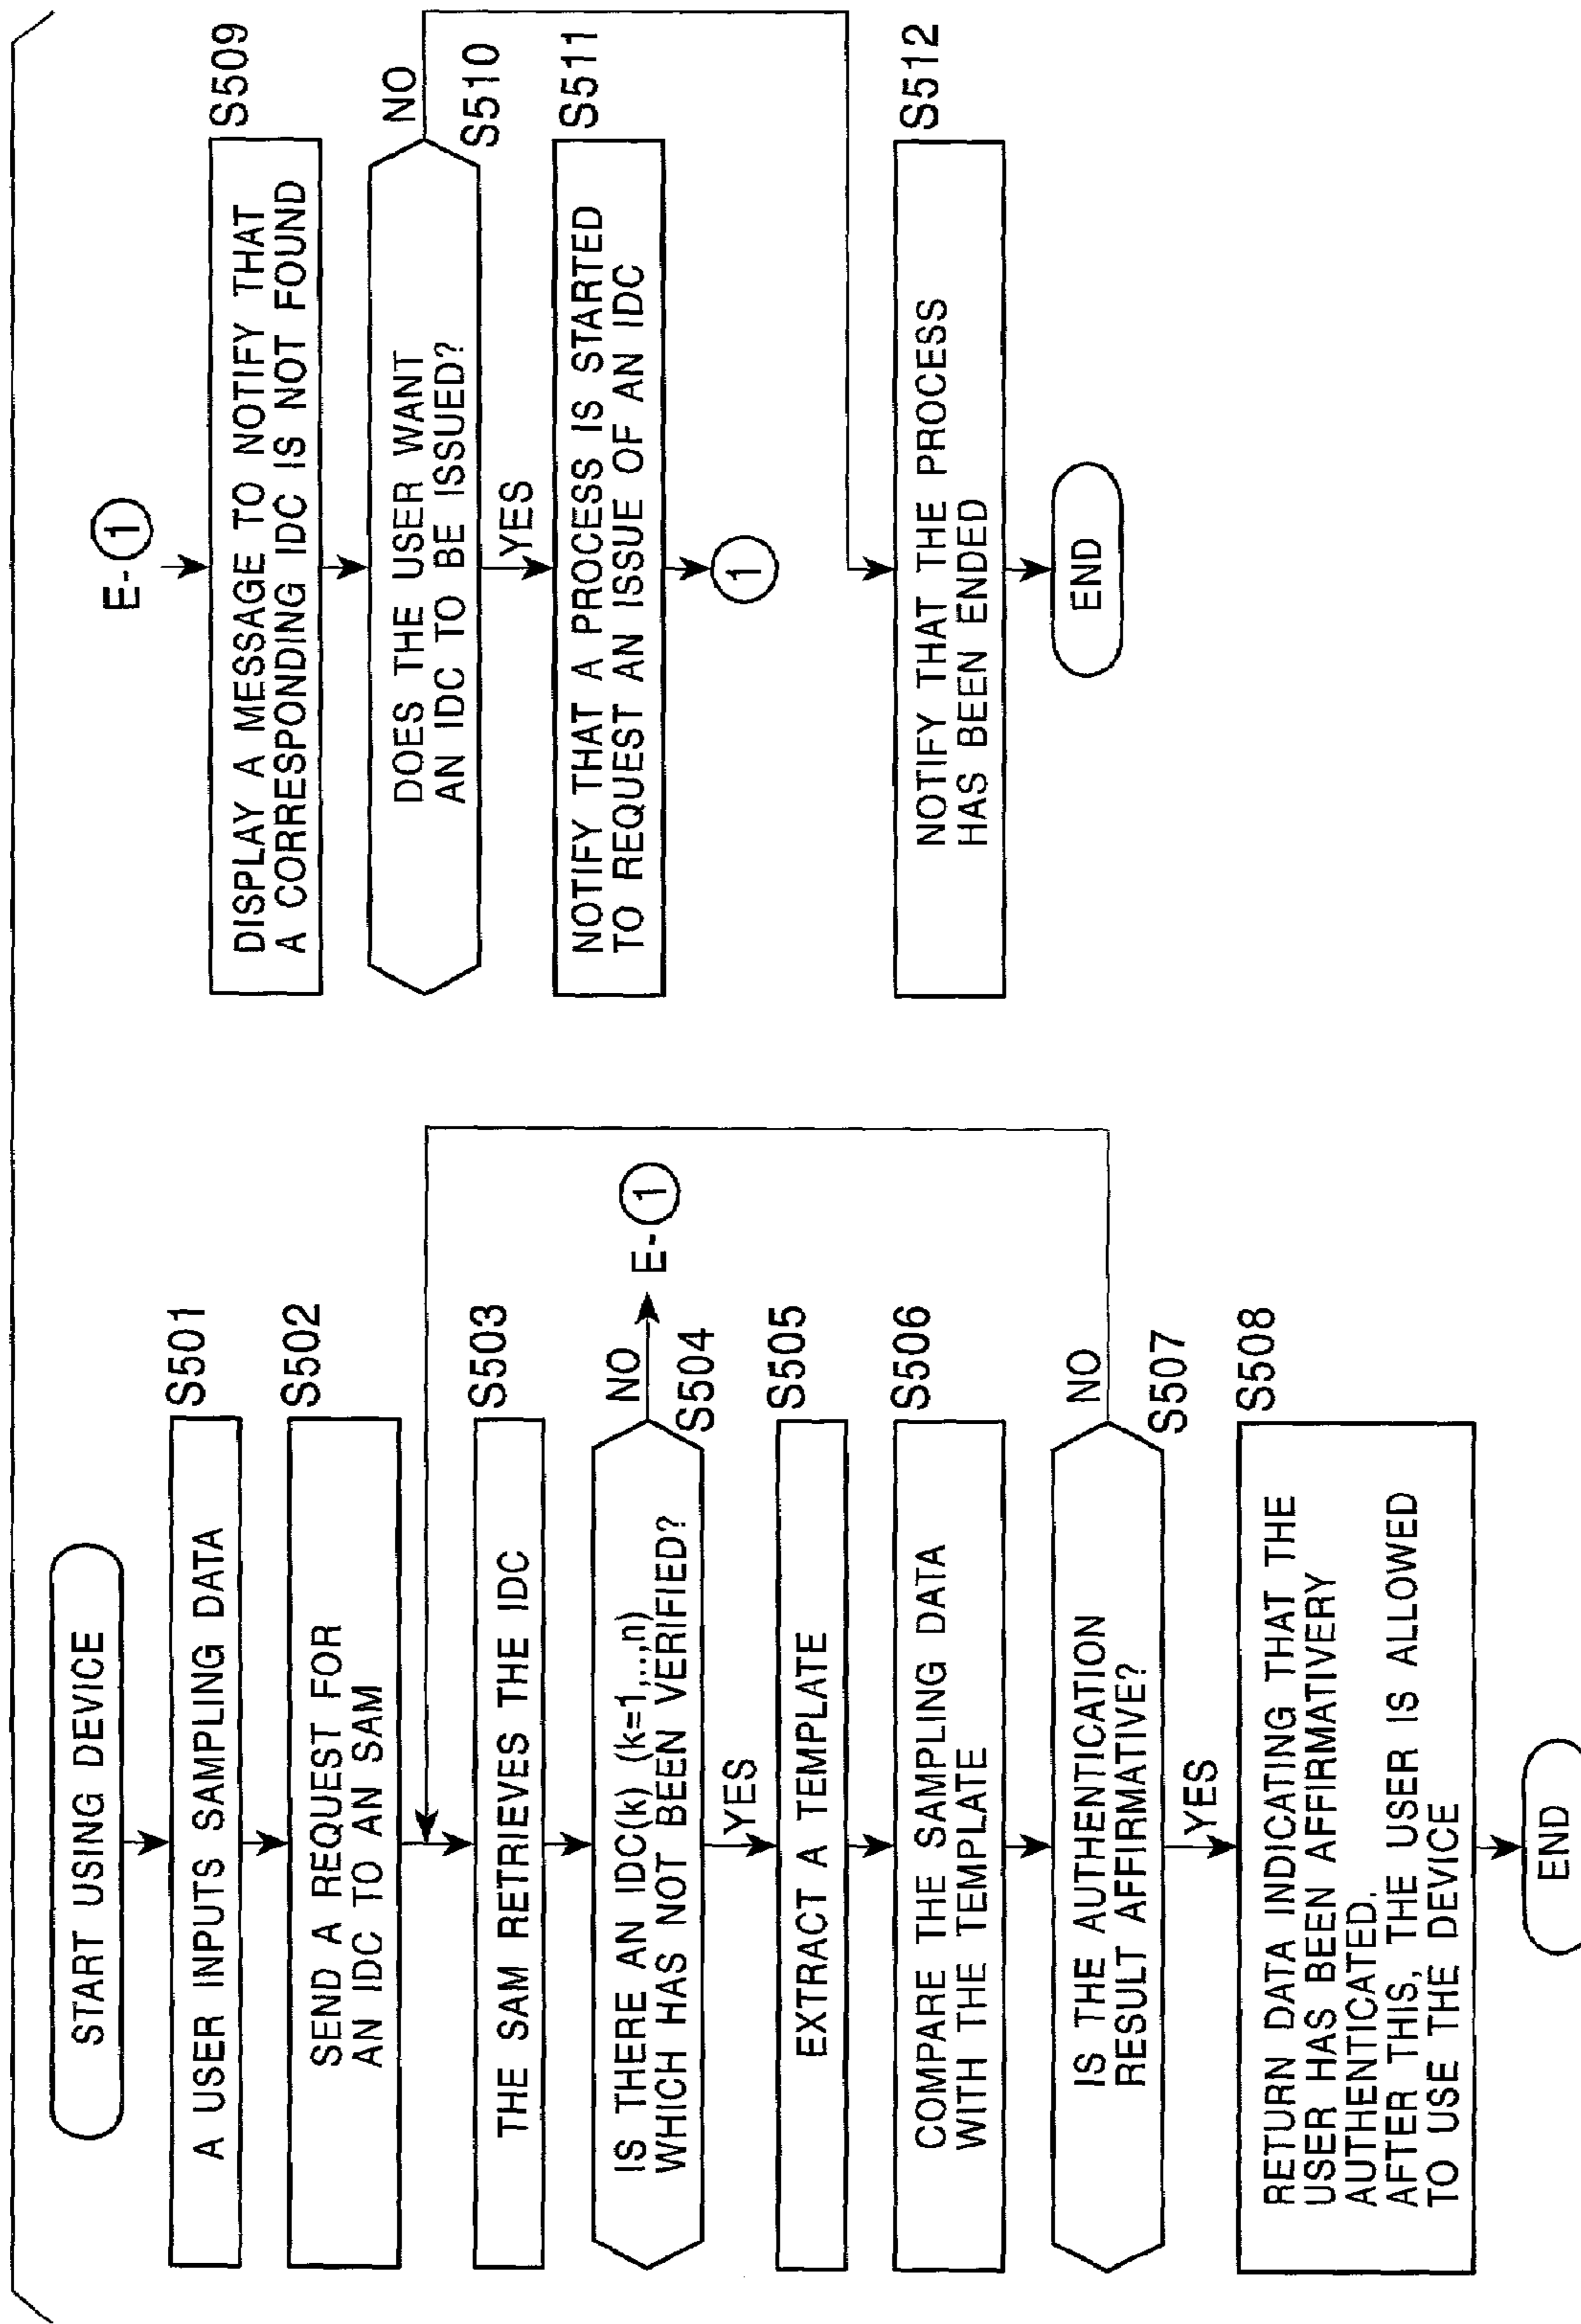 START USING DEVICE
S501
A USER INPUTS SAMPLING DATA
S502
SEND A REQUEST FOR
AN IDC TO AN SAM
S503
THE SAM RETRIEVES THE IDC
NO
E-①
S504
IS THERE AN IDC(k) (k=1,..,n)
WHICH HAS NOT BEEN VERIFIED?
YES
S505
EXTRACT A TEMPLATE
S506
COMPARE THE SAMPLING DATA
WITH THE TEMPLATE
NO
S507
IS THE AUTHENTICATION
RESULT AFFIRMATIVE?
YES
S508
RETURN DATA INDICATING THAT THE
USER HAS BEEN AFFIRMATIVERY
AUTHENTICATED.
AFTER THIS, THE USER IS ALLOWED
TO USE THE DEVICE
END
E-①
S509
DISPLAY A MESSAGE TO NOTIFY THAT
A CORRESPONDING IDC IS NOT FOUND
NO
S510
DOES THE USER WANT
AN IDC TO BE ISSUED?
YES
S511
NOTIFY THAT A PROCESS IS STARTED
TO REQUEST AN ISSUE OF AN IDC
①
S512
NOTIFY THAT THE PROCESS
HAS BEEN ENDED
END